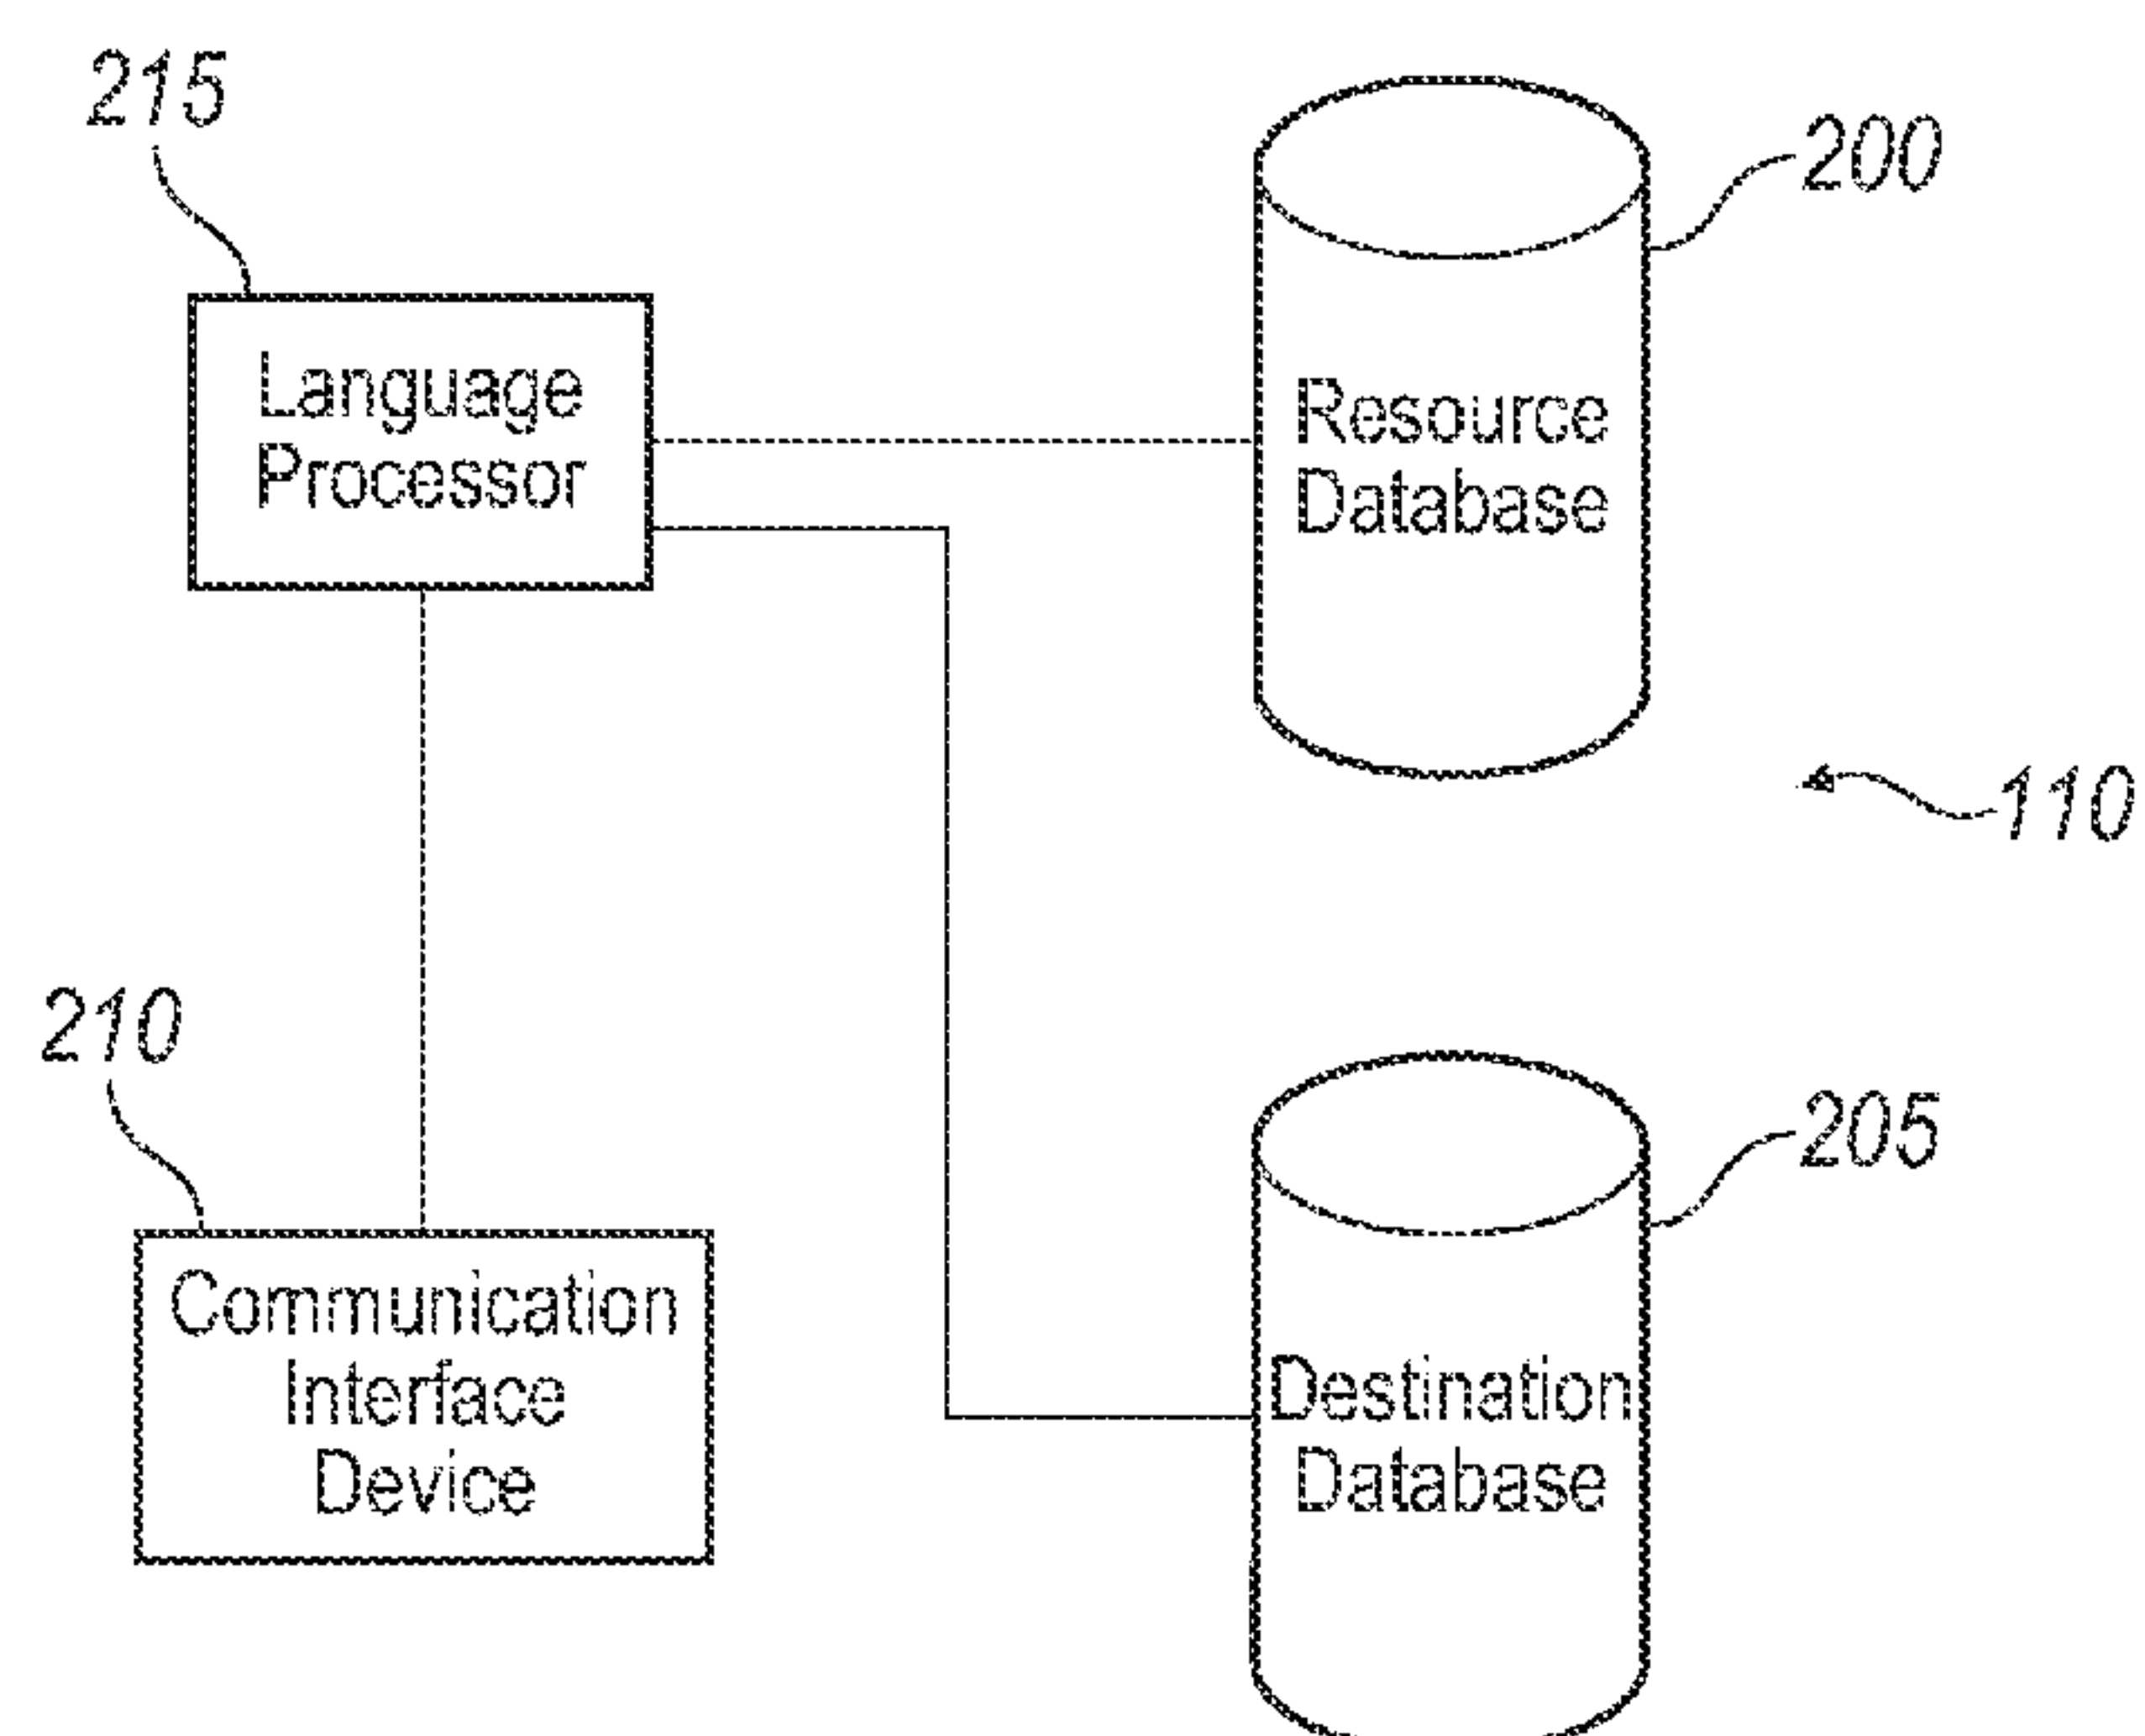 215
200
Language
Processor
Resource
Database
110
210
205
Communication
Interface
Device
Destination
Database